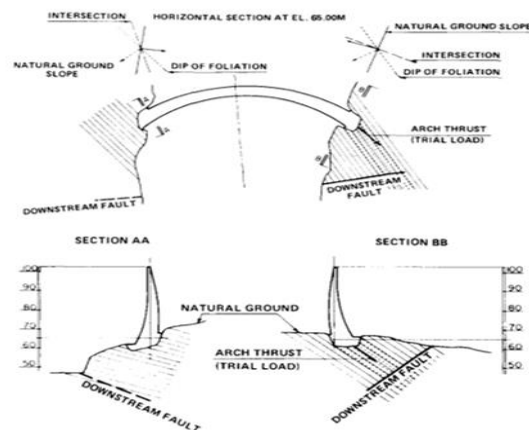 INTERSECTION
HORIZONTAL SECTION AT EL. 65.00M
NATURAL GROUND
SLOPE
INTERSECTION
DIP OF FOLIATION
NATURAL GROUND
SLOPE
DIP OF FOLIATION
ARCH THRUST
(TRIAL LOAD)
DOWNSTREAM FAULT
DOWNSTREAM
FAULT
SECTION AA
SECTION BB
100
90
80
70
60
50
NATURAL GROUND
ARCH THRUST
(TRIAL LOAD)
DOWNSTREAM FAULT
DOWNSTREAM FAULT
100
90
80
70
60
50